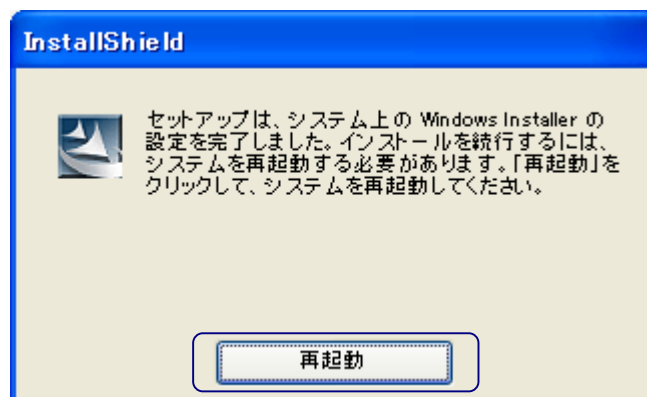 InstallShield
セットアップは、システム上の Windows Installer の
設定を完了しました。インストールを続行するには、
システムを再起動する必要があります。「再起動」を
クリックして、システムを再起動してください。
再起動